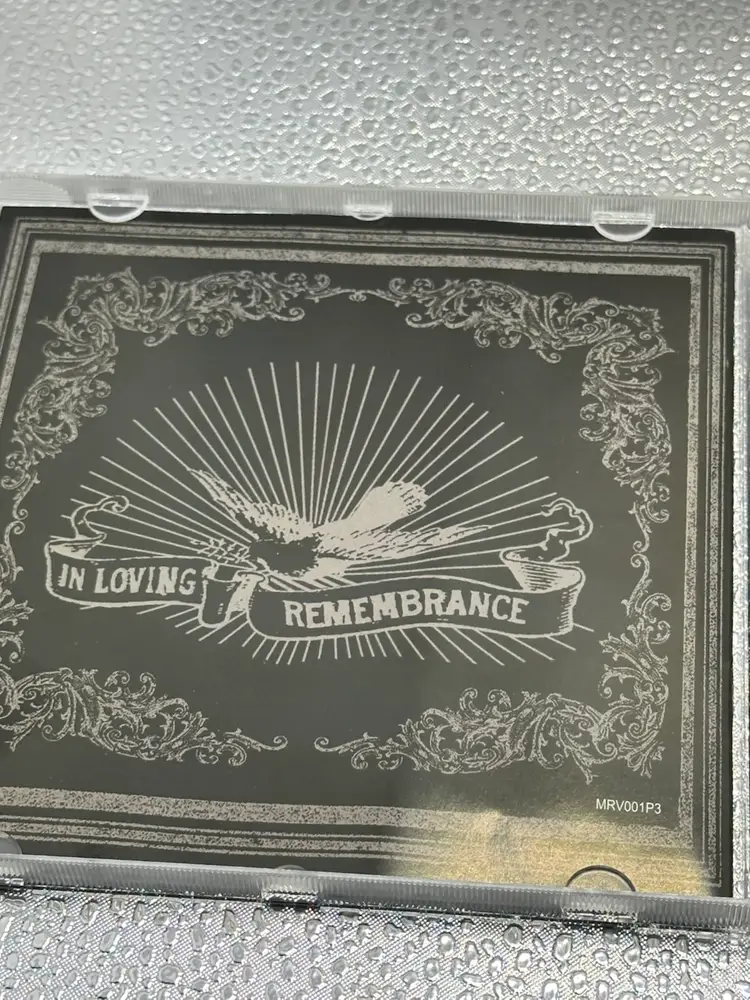 IN LOVING
REMEMBRANCE
MRV001P3